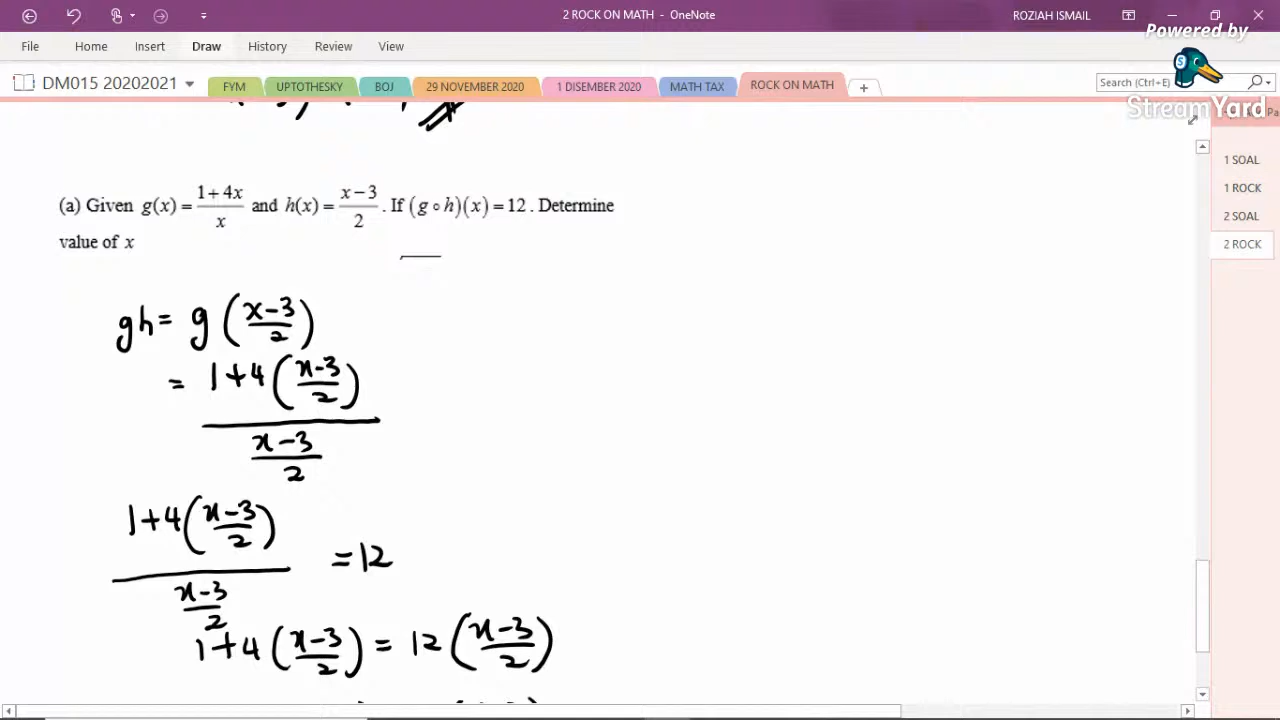 2 ROCK ON MATH - OneNote
ROZIAH ISMAIL
Powered by
File Home Insert Draw History Review View
DM015 20202021
FYM UPTOTHESKY BOJ 29 NOVEMBER 2020 1 DISEMBER 2020 MATH TAX ROCK ON MATH +
Search (Ctrl+E)
StreamYard
1 SOAL
1 ROCK
2 SOAL
2 ROCK
(a) Given g(x) = (1+4x)/x and h(x) = (x-3)/2. If (g∘h)(x) = 12. Determine
value of x
gh = g((x-3)/2)
= (1+4((x-3)/2))/((x-3)/2)
(1+4((x-3)/2))/((x-3)/2) = 12
1+4((x-3)/2) = 12((x-3)/2)